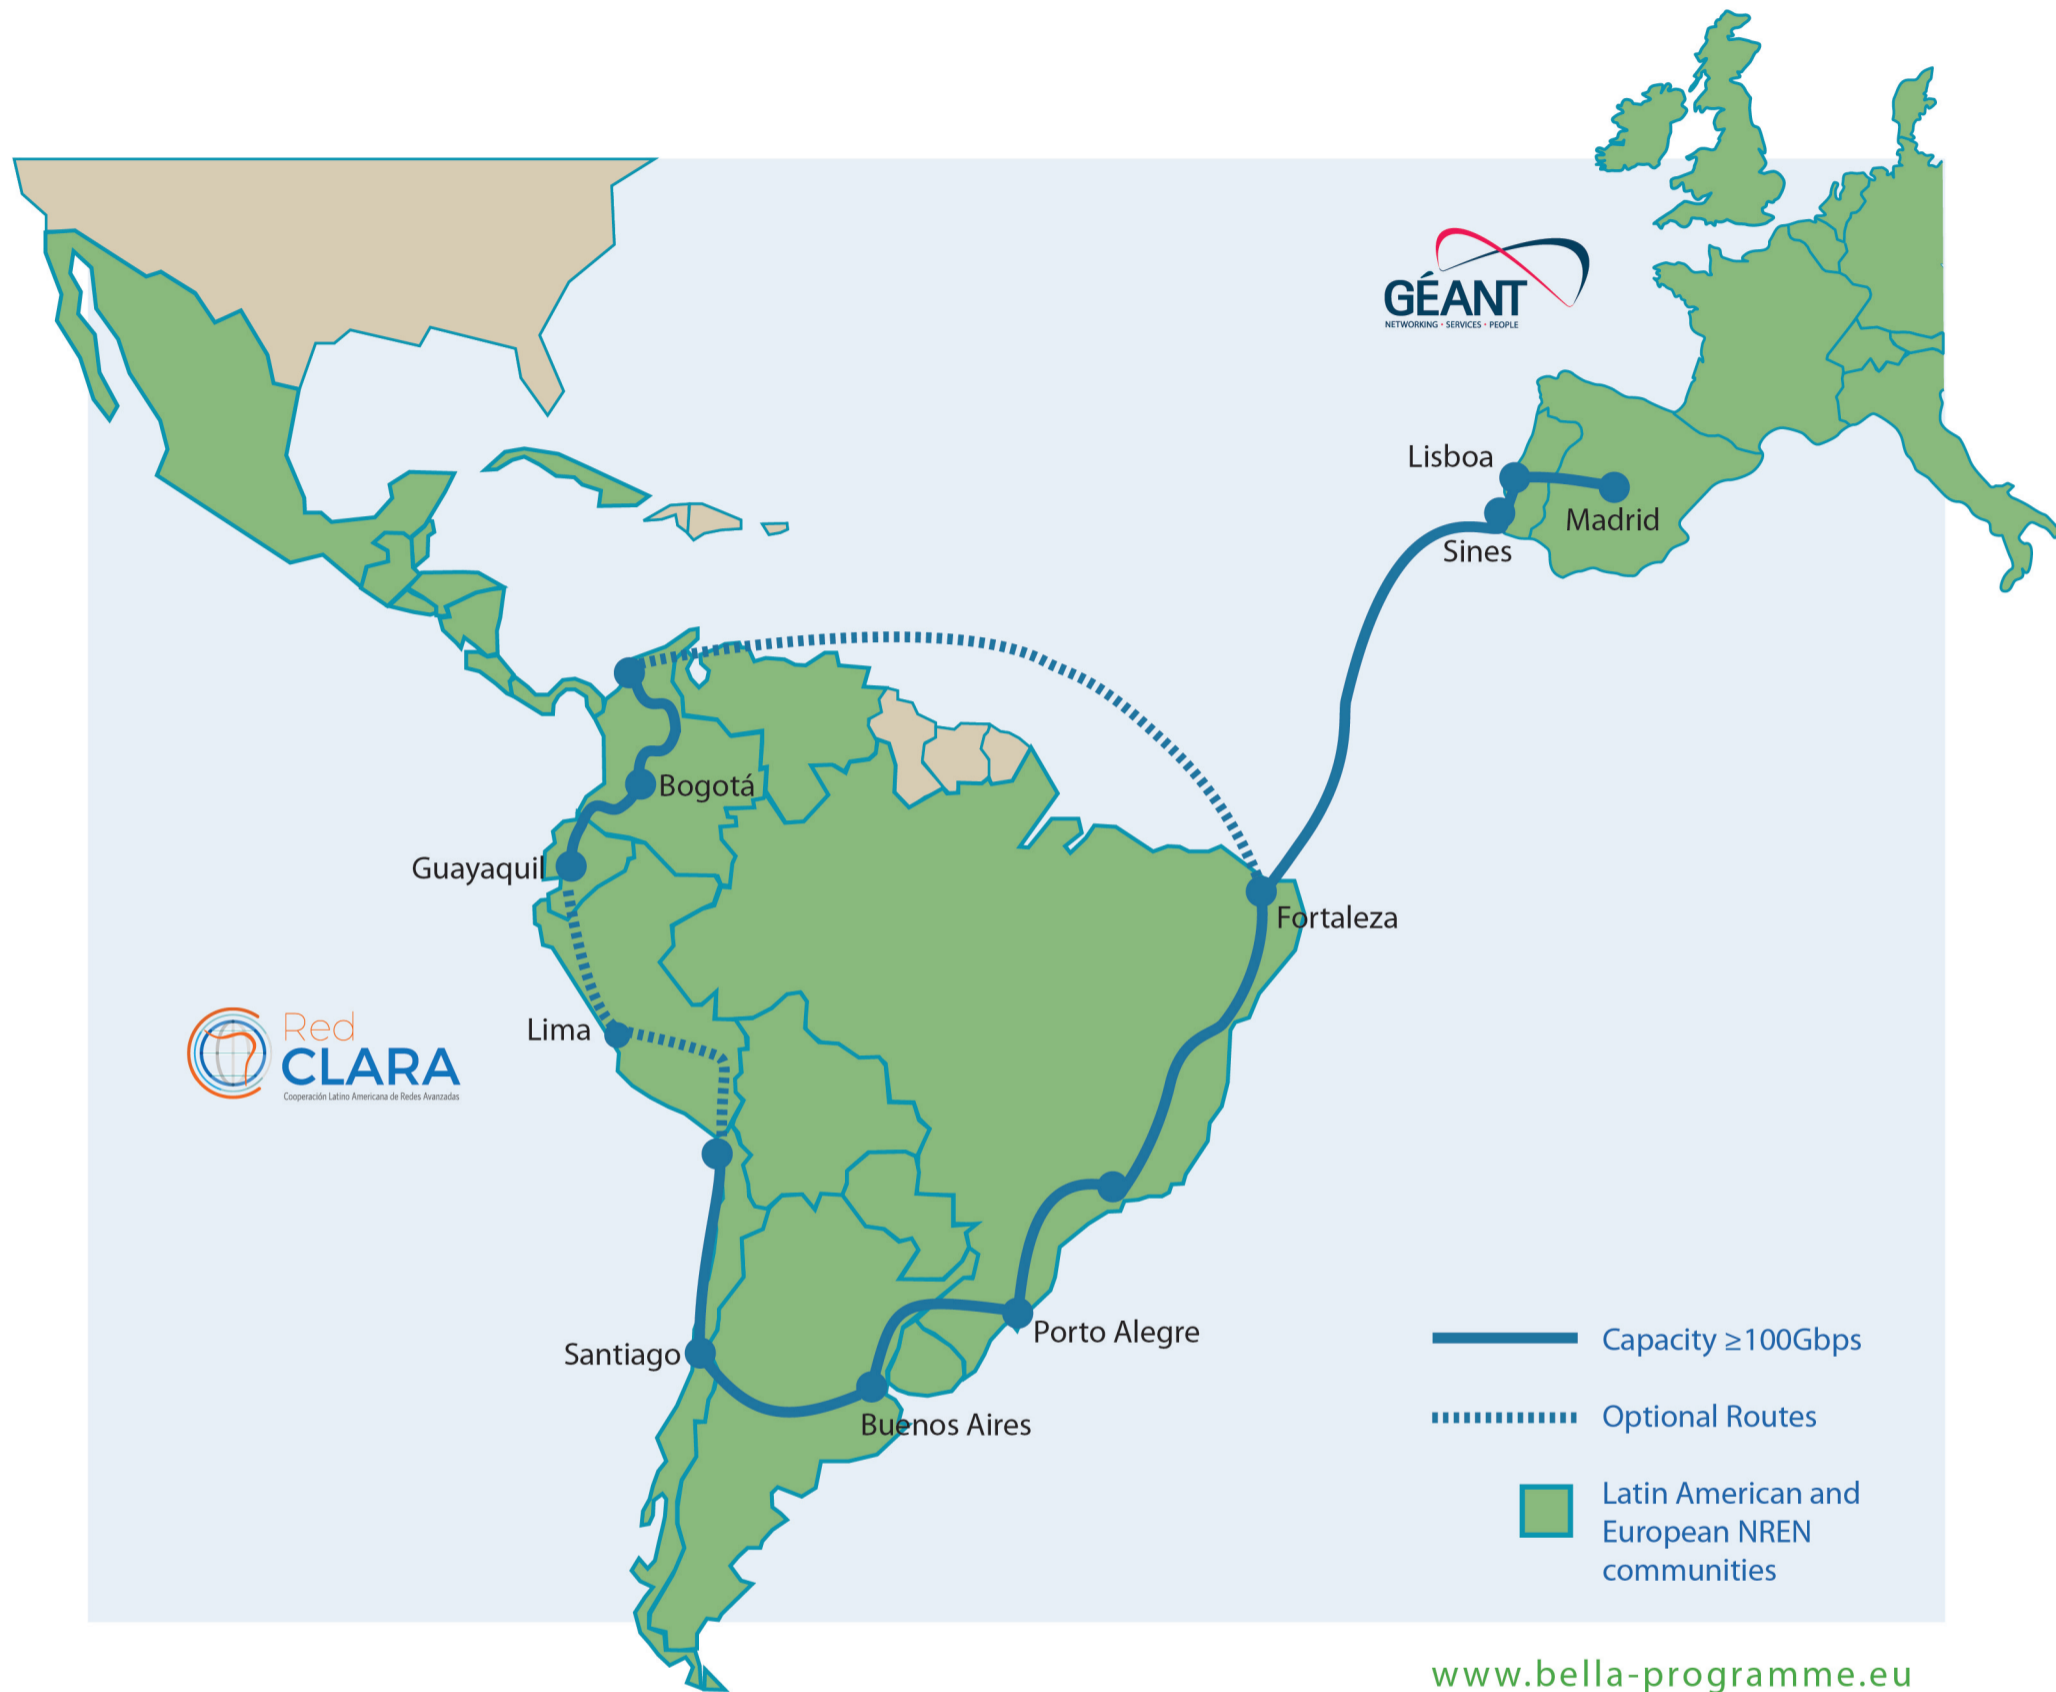 GÉANT
NETWORKING · SERVICES · PEOPLE
Lisboa
Madrid
Sines
Bogotá
Guayaquil
Fortaleza
Lima
Red
CLARA
Cooperación Latino Americana de Redes Avanzadas
Porto Alegre
Santiago
Buenos Aires
Capacity ≥100Gbps
Optional Routes
Latin American and
European NREN
communities
www.bella-programme.eu